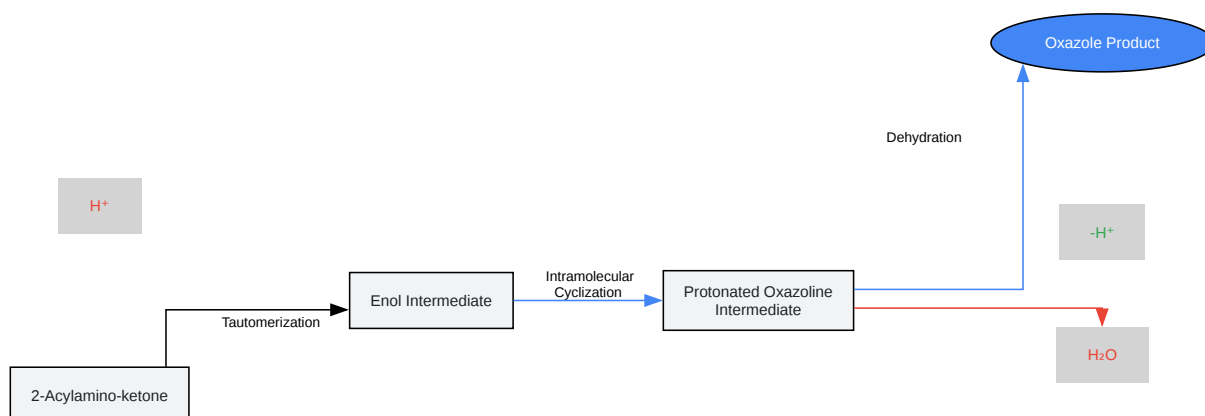 Oxazole Product
Dehydration
H⁺
-H⁺
Intramolecular
Cyclization
Protonated Oxazoline
Intermediate
Enol Intermediate
Tautomerization
H₂O
2-Acylamino-ketone